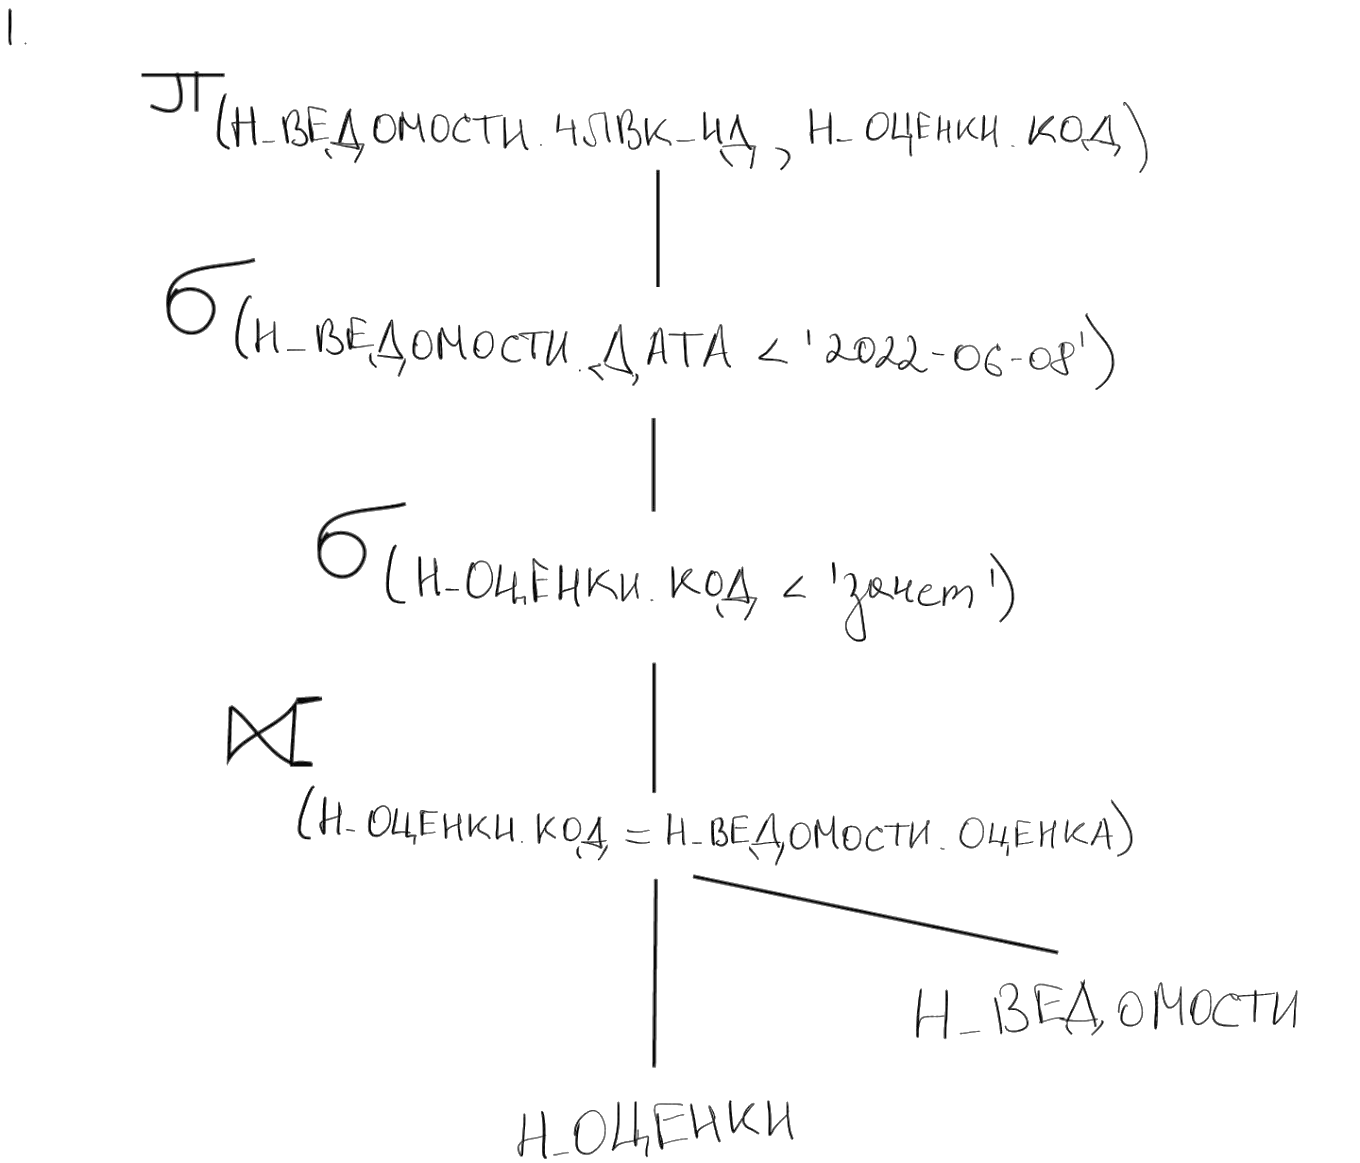 1.
π (Н_ВЕДОМОСТИ.ЧЛВК_ИД, Н_ОЦЕНКИ.КОД)
σ (Н_ВЕДОМОСТИ.ДАТА < '2022-06-08')
σ (Н_ОЦЕНКИ.КОД < 'зачет')
⟖
(Н_ОЦЕНКИ.КОД = Н_ВЕДОМОСТИ.ОЦЕНКА)
Н_ВЕДОМОСТИ
Н_ОЦЕНКИ